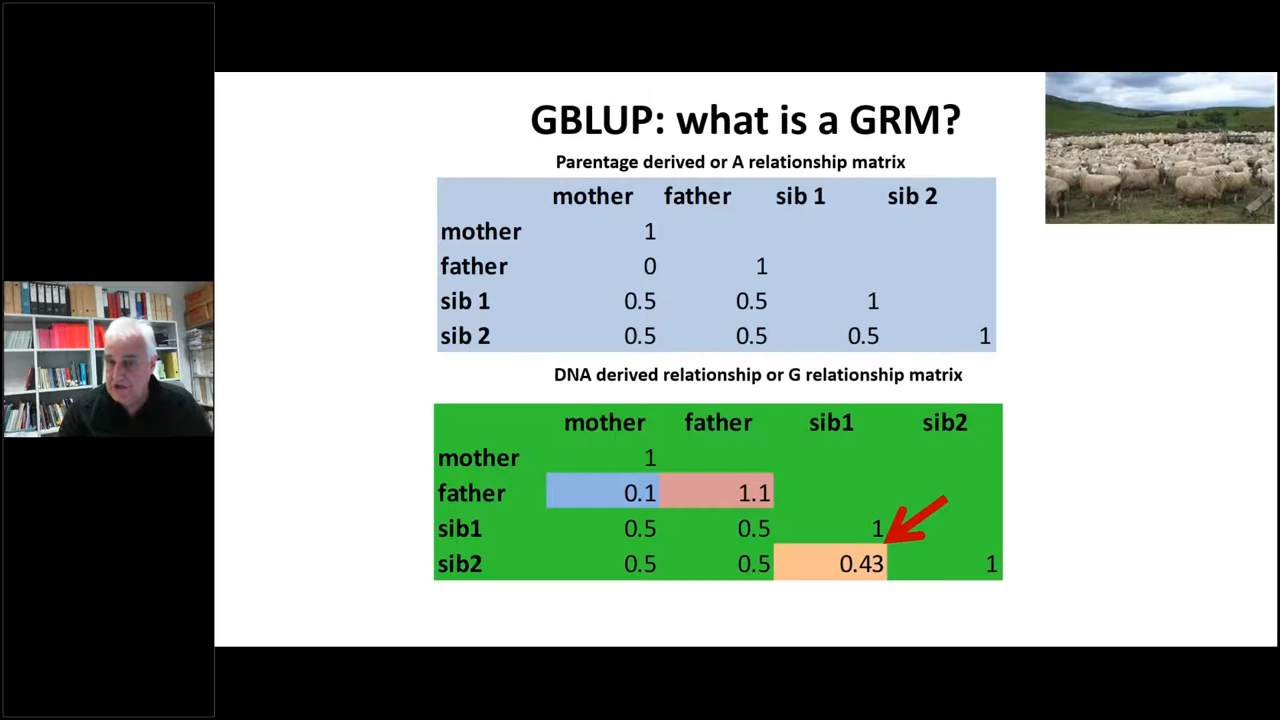 GBLUP: what is a GRM?
Parentage derived or A relationship matrix
mother father sib 1 sib 2
mother 1
father 0 1
sib 1 0.5 0.5 1
sib 2 0.5 0.5 0.5 1
DNA derived relationship or G relationship matrix
mother father sib1 sib2
mother 1
father 0.1 1.1
sib1 0.5 0.5 1
sib2 0.5 0.5 0.43 1